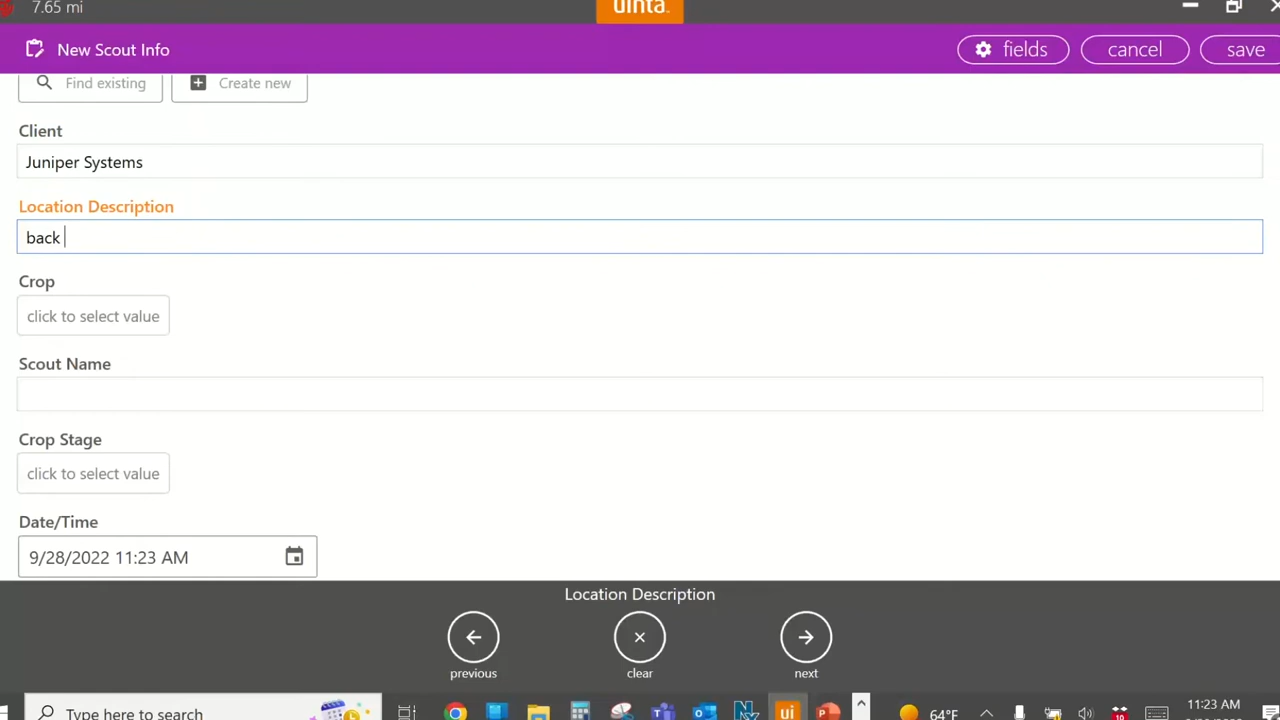 7.65 mi
uinta
New Scout Info
fields
cancel
save
Find existing
Create new
Client
Juniper Systems
Location Description
back
Crop
click to select value
Scout Name
Crop Stage
click to select value
Date/Time
9/28/2022 11:23 AM
Location Description
previous
clear
next
Type here to search
ui
10
64°F
11:23 AM